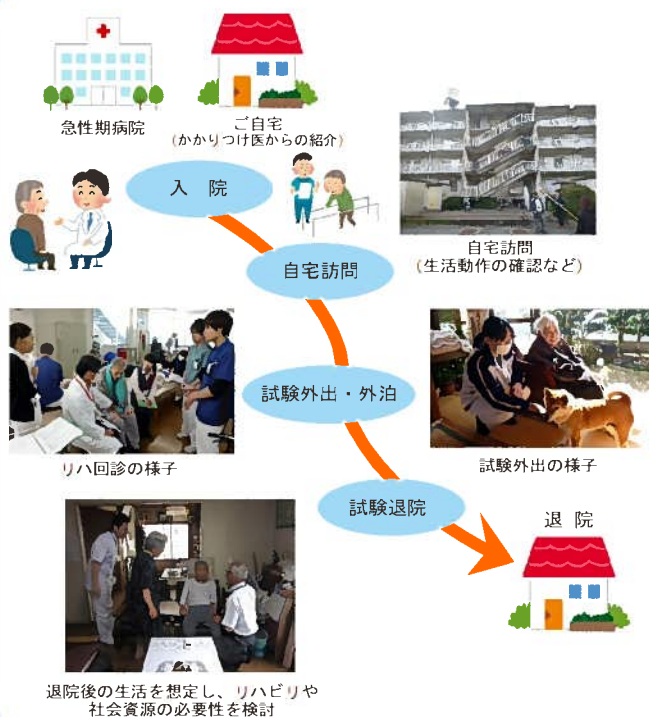 急性期病院
ご自宅
(かかりつけ医からの紹介)
入 院
自宅訪問
自宅訪問
(生活動作の確認など)
試験外出・外泊
リハ回診の様子
試験外出の様子
試験退院
退 院
退院後の生活を想定し、リハビリや
社会資源の必要性を検討